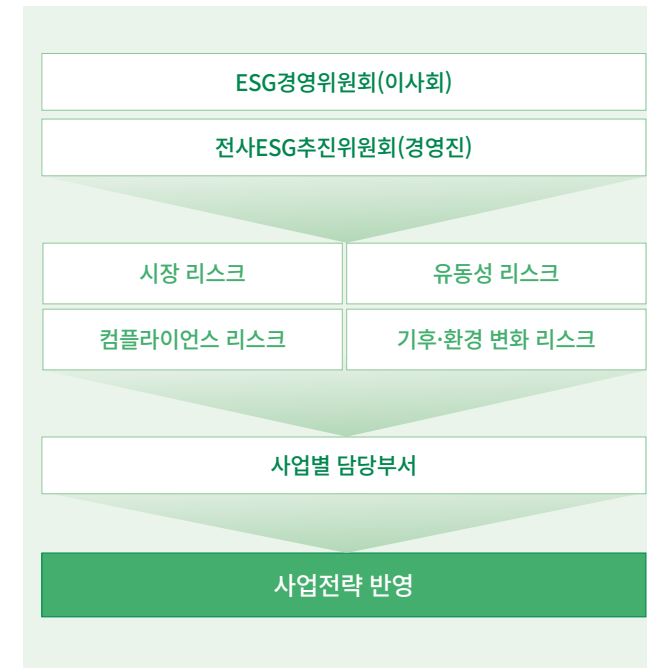 ESG경영위원회(이사회)
전사ESG추진위원회(경영진)
시장 리스크
유동성 리스크
컴플라이언스 리스크
기후·환경 변화 리스크
사업별 담당부서
사업전략 반영